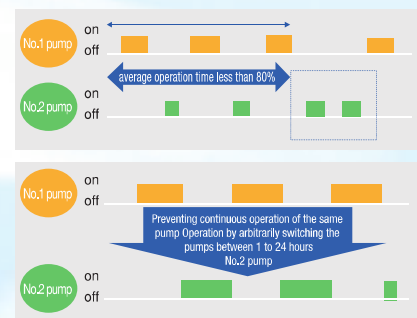 on
No.1 pump
off
average operation time less than 80%
on
No.2 pump
off
on
No.1 pump
off
Preventing continuous operation of the same
pump Operation by arbitrarily switching the
pumps between 1 to 24 hours
No.2 pump
on
No.2 pump
off